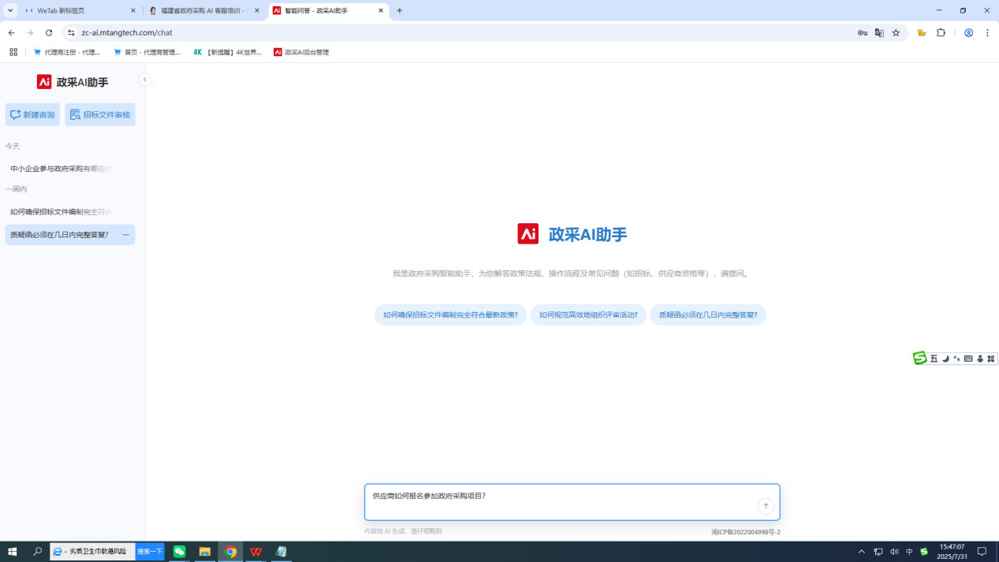 WeTab 新标签页
福建省政府采购 AI 客服培训 -
智能问答 - 政采AI助手
zc-ai.mtangtech.com/chat
代理商注册 - 代理...
首页 - 代理商管理...
4K 【新提醒】4K世界...
Ai 政采AI后台管理
Ai 政采AI助手
新建咨询
招标文件审核
今天
中小企业参与政府采购有哪些优
一周内
如何确保招标文件编制完全符合
质疑函必须在几日内完整答复?
Ai 政采AI助手
我是政府采购智能助手，为您解答政策法规、操作流程及常见问题（如招标、供应商资格等），请提问。
如何确保招标文件编制完全符合最新政策?
如何规范高效地组织评审活动?
质疑函必须在几日内完整答复?
S 五
供应商如何报名参加政府采购项目?
内容由 AI 生成，请仔细甄别
闽ICP备2022004998号-2
劣质卫生巾致癌风险
搜索一下
中
15:47:07
2025/7/31